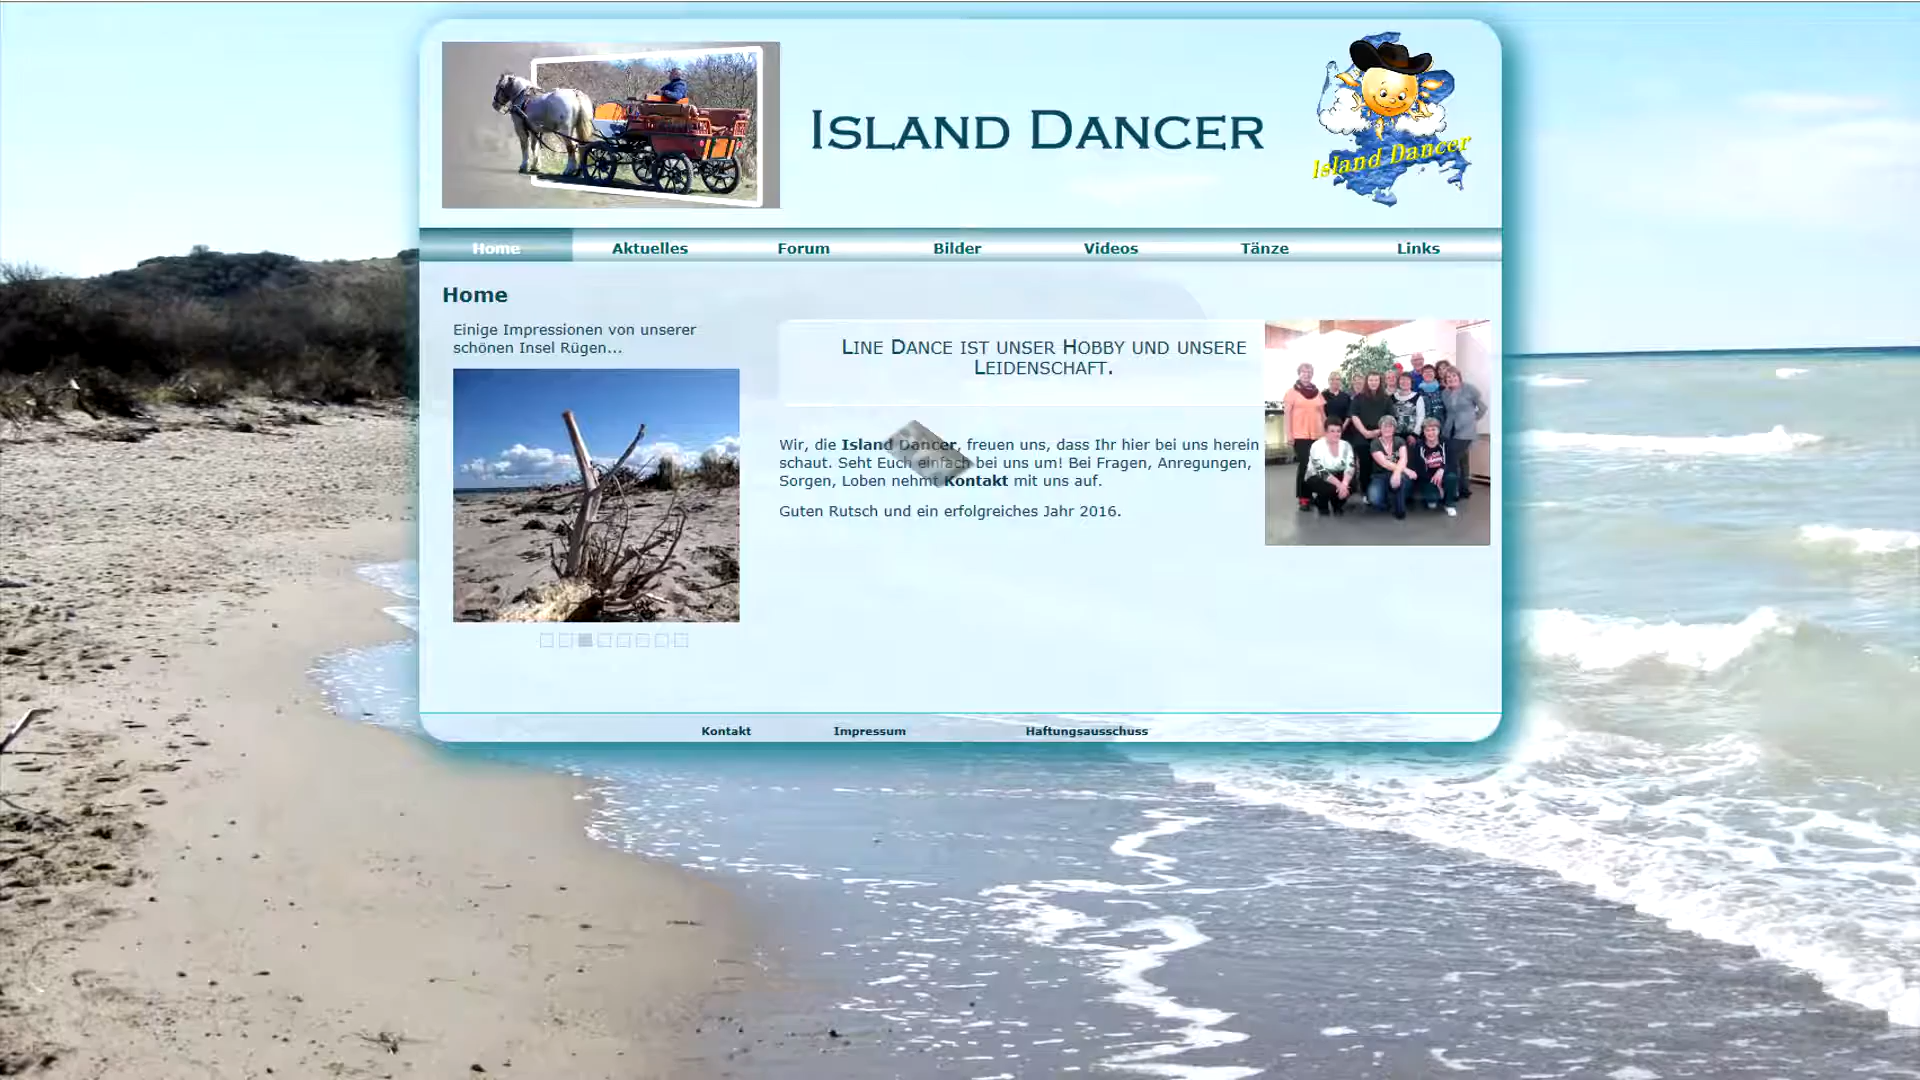 Island Dancer
Island Dancer
Home Aktuelles Forum Bilder Videos Tänze Links
Home
Einige Impressionen von unserer
schönen Insel Rügen...
Line Dance ist unser Hobby und unsere
Leidenschaft.
Wir, die Island Dancer, freuen uns, dass Ihr hier bei uns herein
schaut. Seht Euch einfach bei uns um! Bei Fragen, Anregungen,
Sorgen, Loben nehmt Kontakt mit uns auf.
Guten Rutsch und ein erfolgreiches Jahr 2016.
Kontakt Impressum Haftungsausschuss